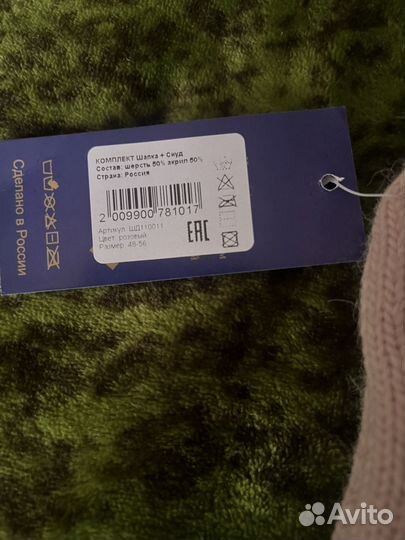 КОМПЛЕКТ Шапка + Снуд
Состав: шерсть 50% акрил 50%
Страна: Россия
2 009900 781017
Артикул: ШД110011
Цвет: розовый
Размер: 48-56
EAC
Сделано в России
Avito